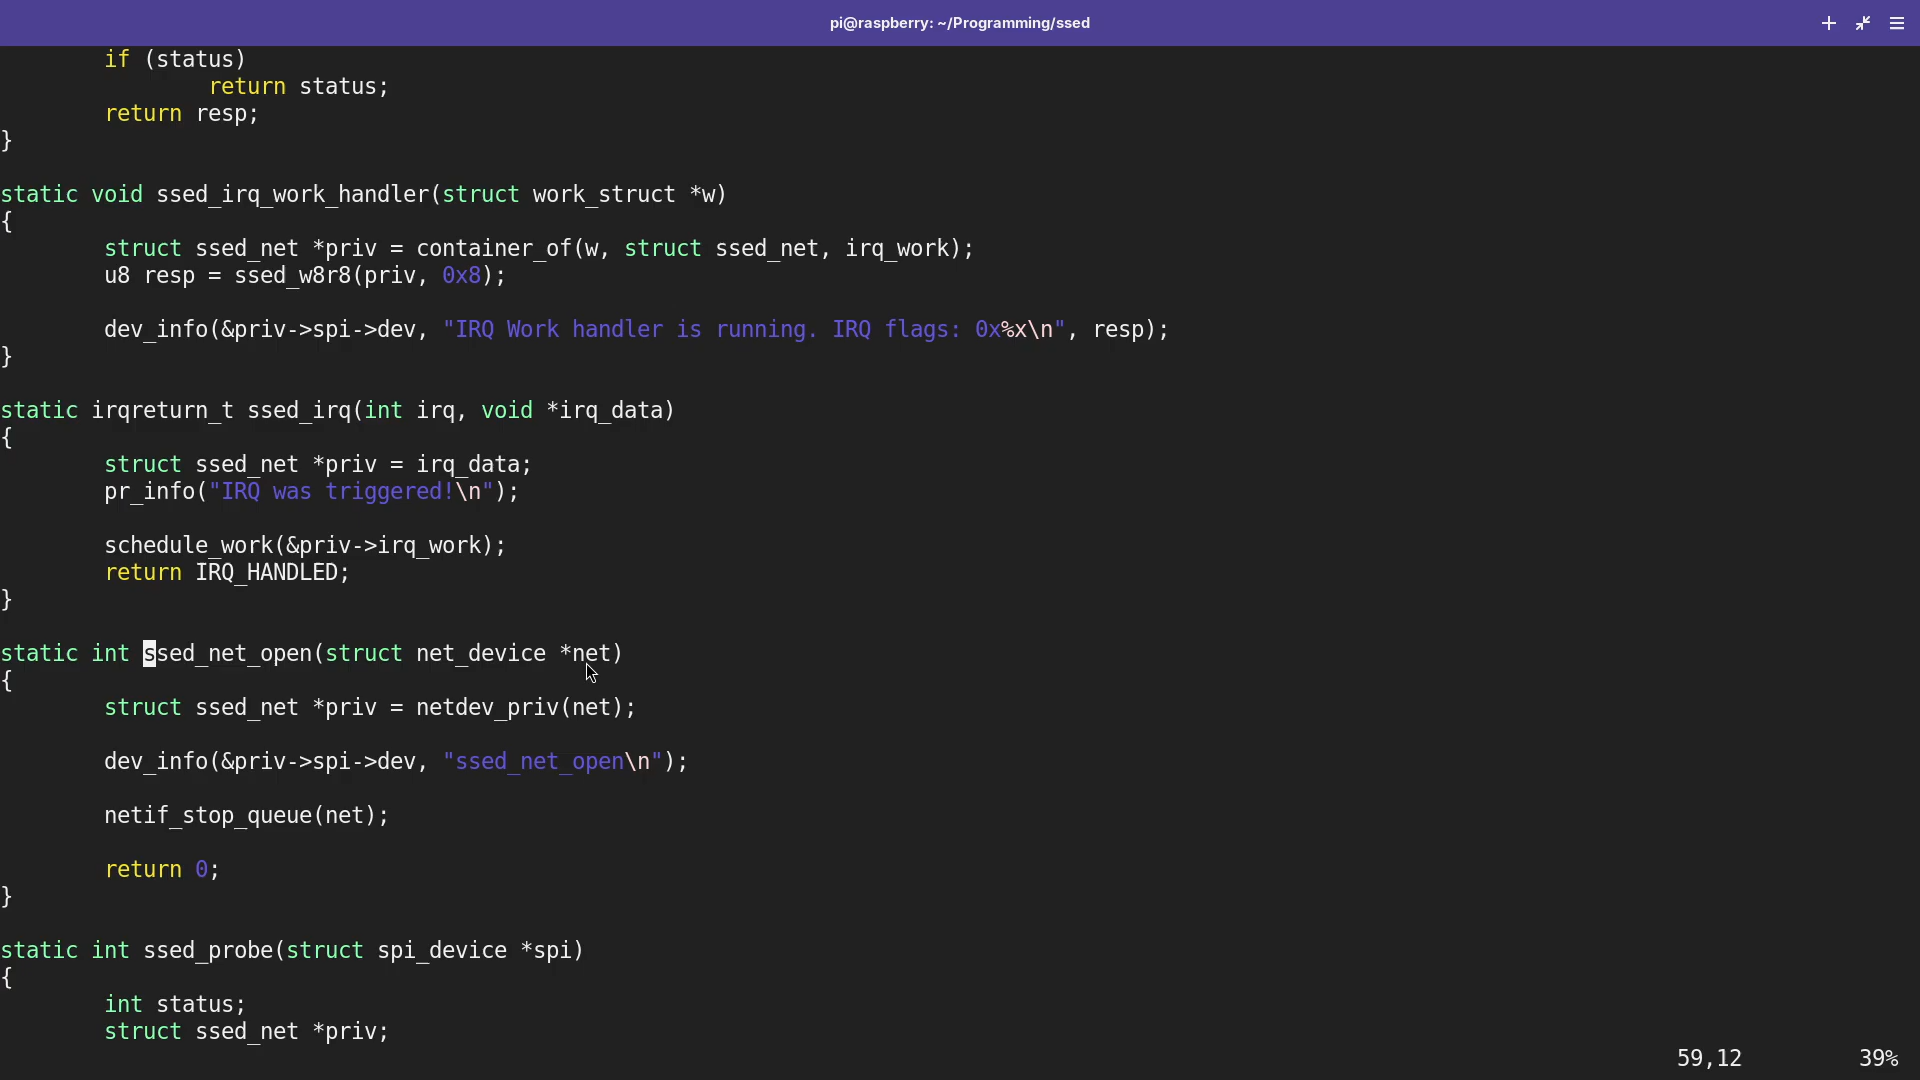 pi@raspberry: ~/Programming/ssed
if (status)
return status;
return resp;
}
static void ssed_irq_work_handler(struct work_struct *w)
{
struct ssed_net *priv = container_of(w, struct ssed_net, irq_work);
u8 resp = ssed_w8r8(priv, 0x8);
dev_info(&priv->spi->dev, "IRQ Work handler is running. IRQ flags: 0x%x\n", resp);
}
static irqreturn_t ssed_irq(int irq, void *irq_data)
{
struct ssed_net *priv = irq_data;
pr_info("IRQ was triggered!\n");
schedule_work(&priv->irq_work);
return IRQ_HANDLED;
}
static int ssed_net_open(struct net_device *net)
{
struct ssed_net *priv = netdev_priv(net);
dev_info(&priv->spi->dev, "ssed_net_open\n");
netif_stop_queue(net);
return 0;
}
static int ssed_probe(struct spi_device *spi)
{
int status;
struct ssed_net *priv;
59,12 39%